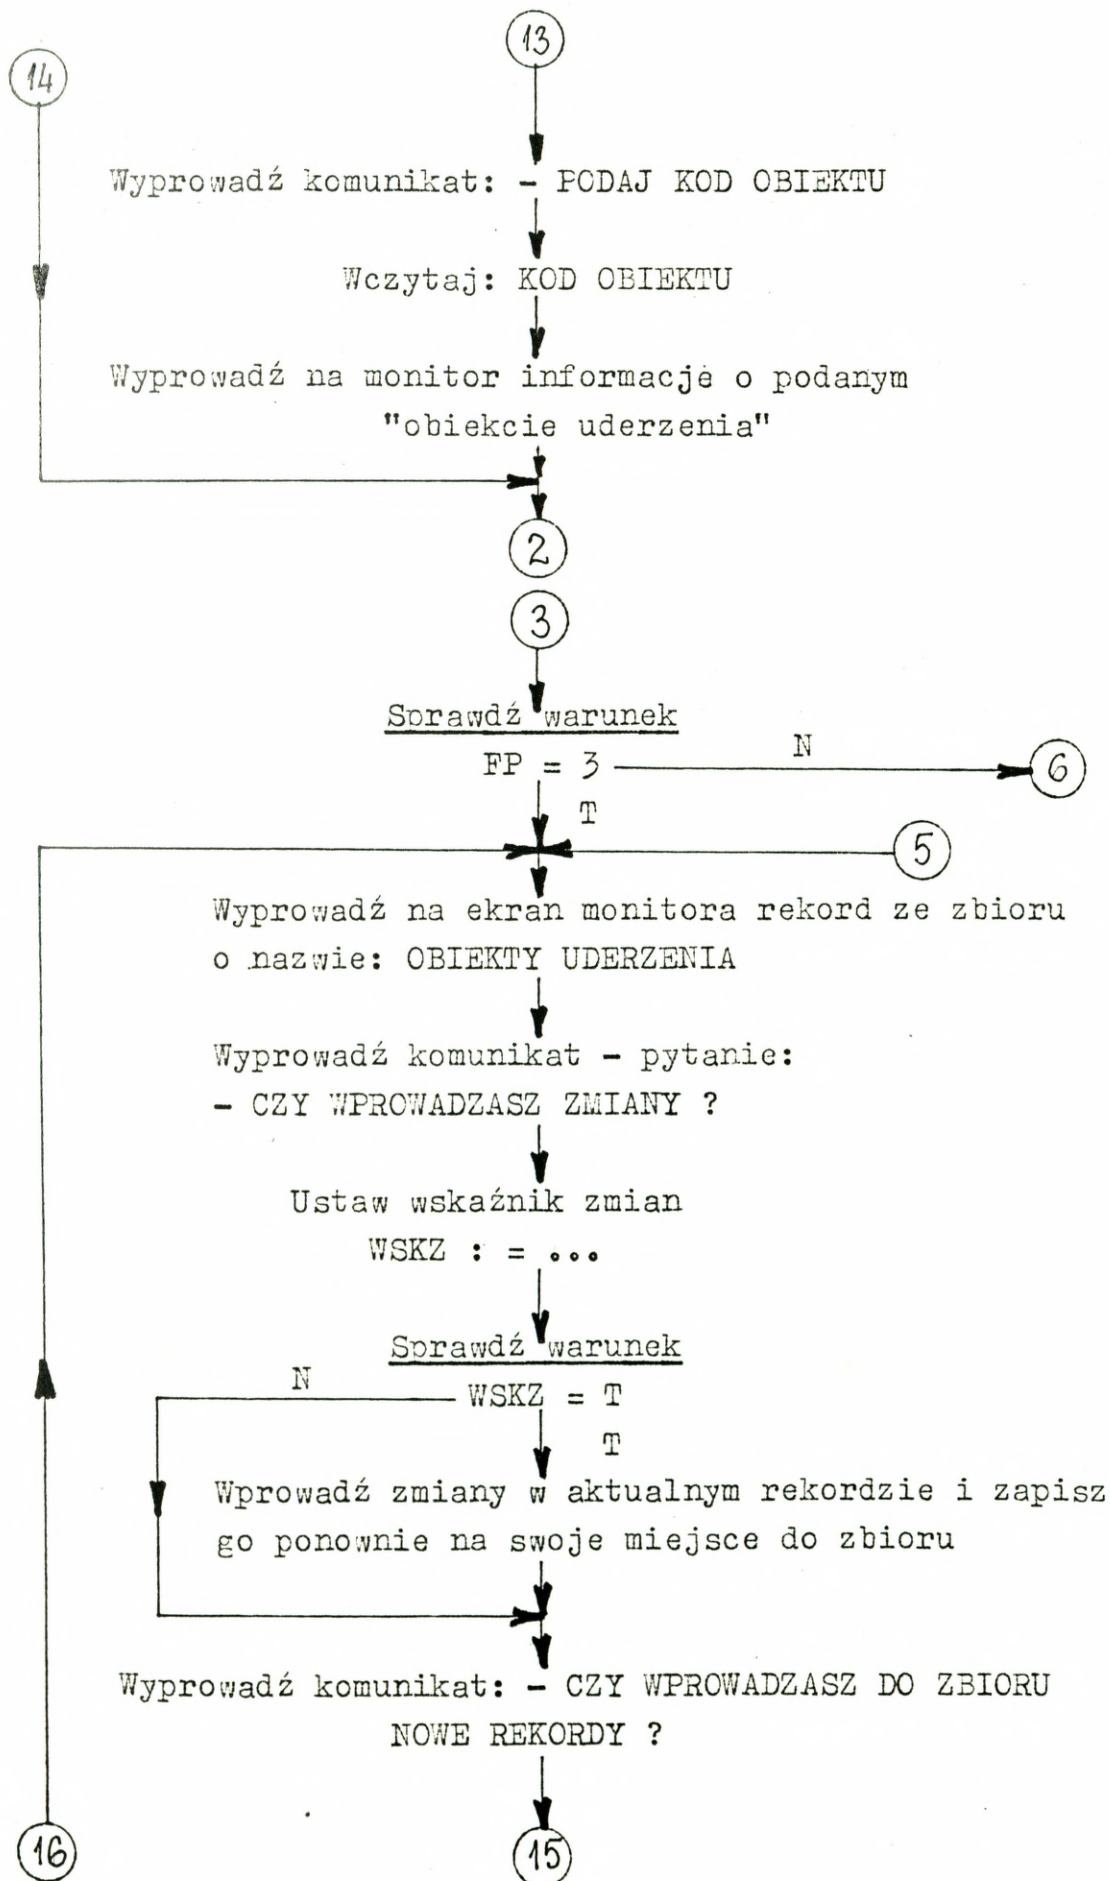 13
14
Wyprowadź komunikat: - PODAJ KOD OBIEKTU
Wczytaj: KOD OBIEKTU
Wyprowadź na monitor informacje o podanym
"obiekcie uderzenia"
2
3
Sprawdź warunek
FP = 3
N
6
T
5
Wyprowadź na ekran monitora rekord ze zbioru
o nazwie: OBIEKTY UDERZENIA
Wyprowadź komunikat - pytanie:
- CZY WPROWADZASZ ZMIANY ?
Ustaw wskaźnik zmian
WSKZ : = ...
Sprawdź warunek
N
WSKZ = T
T
Wprowadź zmiany w aktualnym rekordzie i zapisz
go ponownie na swoje miejsce do zbioru
Wyprowadź komunikat: - CZY WPROWADZASZ DO ZBIORU
NOWE REKORDY ?
16
15